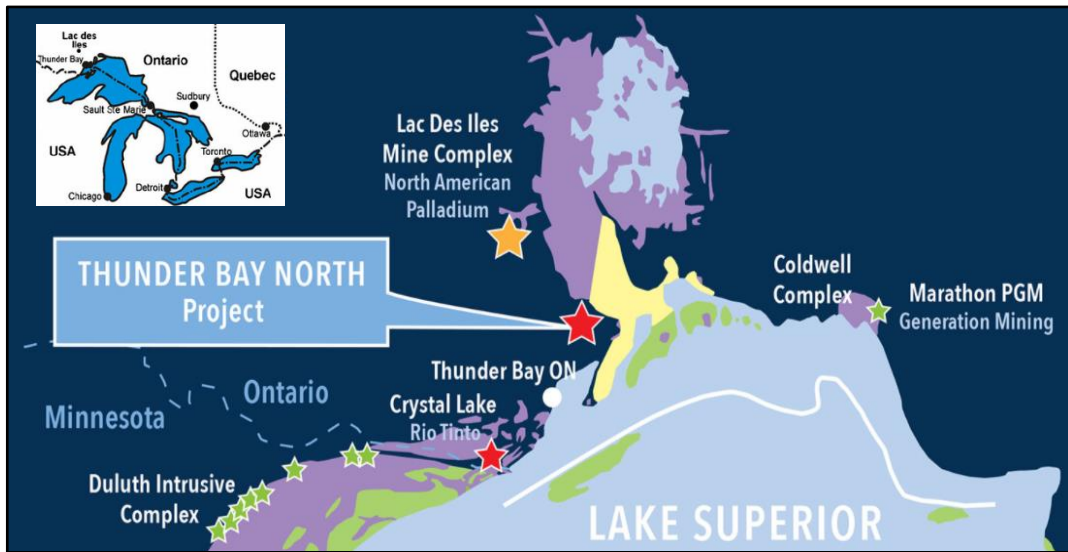 Lac des
Iles
Thunder Bay
Ontario
Quebec
Sault Ste Marie
Sudbury
Ottawa
USA
Toronto
Detroit
Chicago
USA
Lac Des Iles
Mine Complex
North American
Palladium
THUNDER BAY NORTH
Project
Coldwell
Complex
Marathon PGM
Generation Mining
Thunder Bay ON
Ontario
Minnesota
Crystal Lake
Rio Tinto
Duluth Intrusive
Complex
LAKE SUPERIOR